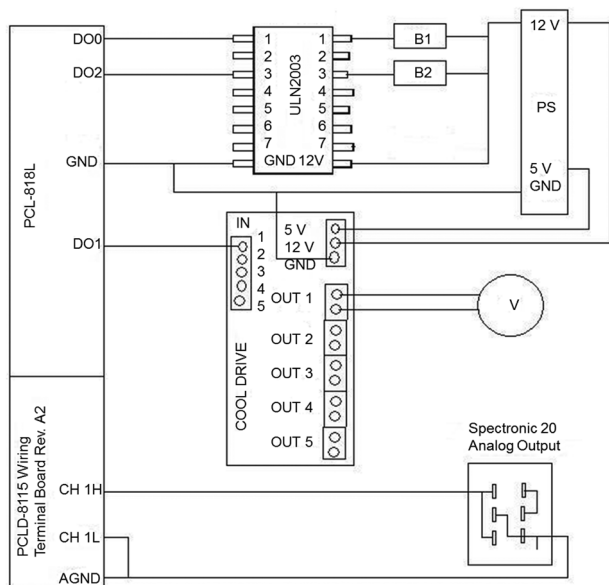 DO0
DO2
GND
PCL-818L
DO1
PCLD-8115 Wiring
Terminal Board Rev. A2
CH 1H
CH 1L
AGND
1 1
2 2
3 3
4 4
5 5
6 6
7 7
GND 12V
ULN2003
B1
B2
12 V
PS
5 V
GND
IN
1
2
3
4
5
5 V
12 V
GND
OUT 1
OUT 2
OUT 3
OUT 4
OUT 5
COOL DRIVE
V
Spectronic 20
Analog Output